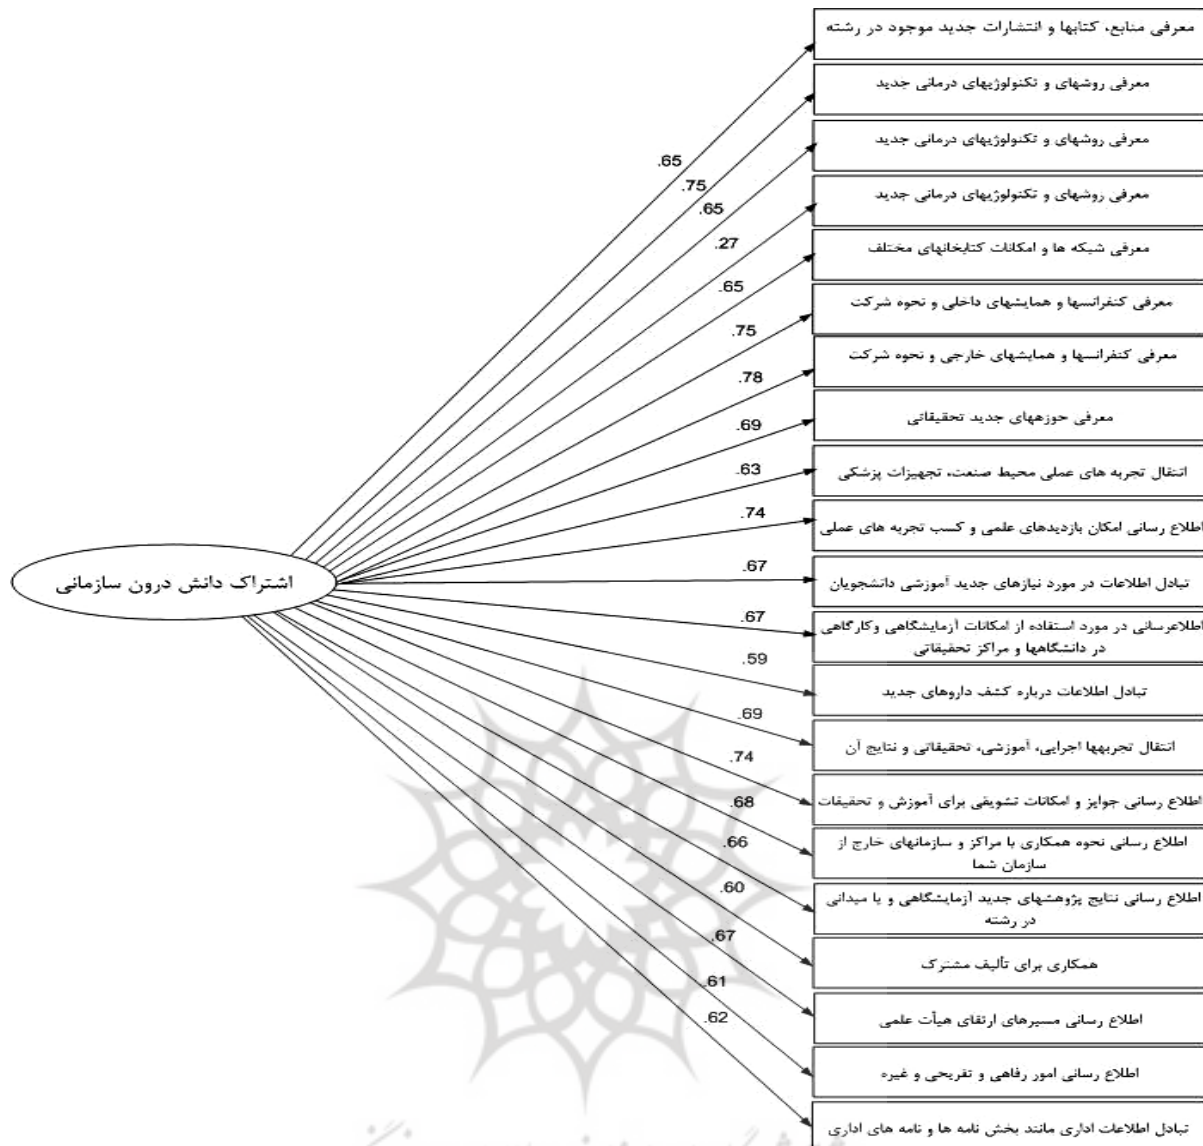 معرفی منابع، کتابها و انتشارات جدید موجود در رشته
معرفی روشهای و تکنولوژیهای درمانی جدید
معرفی روشهای و تکنولوژیهای درمانی جدید
معرفی روشهای و تکنولوژیهای درمانی جدید
معرفی شبکه ها و امکانات کتابخانهای مختلف
معرفی کنفرانسها و همایشهای داخلی و نحوه شرکت
معرفی کنفرانسها و همایشهای خارجی و نحوه شرکت
معرفی حوزههای جدید تحقیقاتی
انتقال تجربه های عملی محیط صنعت، تجهیزات پزشکی
اطلاع رسانی امکان بازدیدهای علمی و کسب تجربه های عملی
تبادل اطلاعات در مورد نیازهای جدید آموزشی دانشجویان
اطلاعرسانی در مورد استفاده از امکانات آزمایشگاهی وکارگاهی
در دانشگاهها و مراکز تحقیقاتی
تبادل اطلاعات درباره کشف داروهای جدید
انتقال تجربهها اجرایی، آموزشی، تحقیقاتی و نتایج آن
اطلاع رسانی جوایز و امکانات تشویقی برای آموزش و تحقیقات
اطلاع رسانی نحوه همکاری با مراکز و سازمانهای خارج از
سازمان شما
اطلاع رسانی نتایج پژوهشهای جدید آزمایشگاهی و یا میدانی
در رشته
همکاری برای تألیف مشترک
اطلاع رسانی مسیرهای ارتقای هیأت علمی
اطلاع رسانی امور رفاهی و تفریحی و غیره
تبادل اطلاعات اداری مانند بخش نامه ها و نامه های اداری
.65
.75
.65
.27
.65
.75
.78
.69
.63
.74
.67
.67
.59
.69
.74
.68
.66
.60
.67
.61
.62
اشتراک دانش درون سازمانی